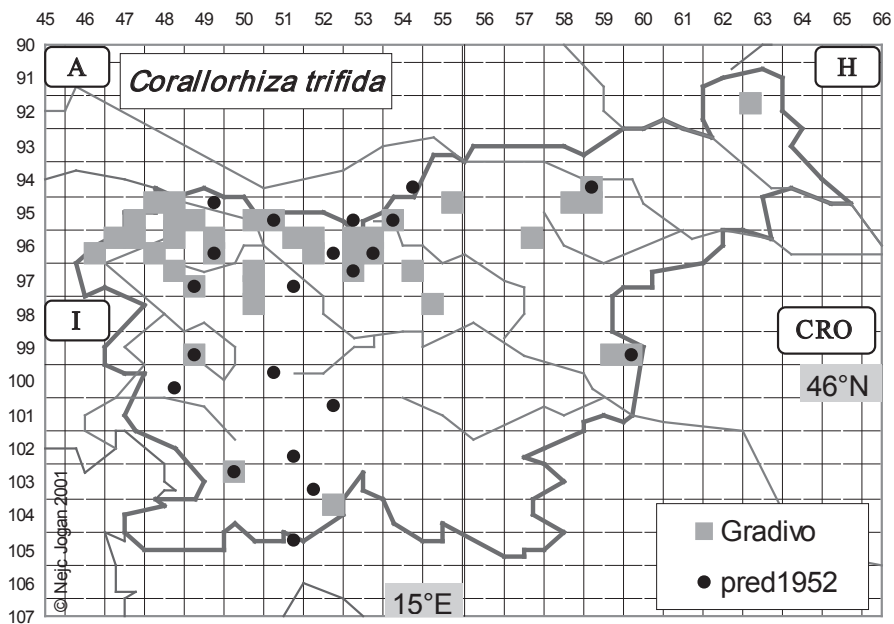 45 46 47 48 49 50 51 52 53 54 55 56 57 58 59 60 61 62 63 64 65 66
90
A
Corallorhiza trifida
H
91
92
93
94
95
96
97
98
I
CRO
99
100
46°N
101
102
103
104
105
106
107
© Nejc Jogan 2001
Gradivo
pred1952
15°E